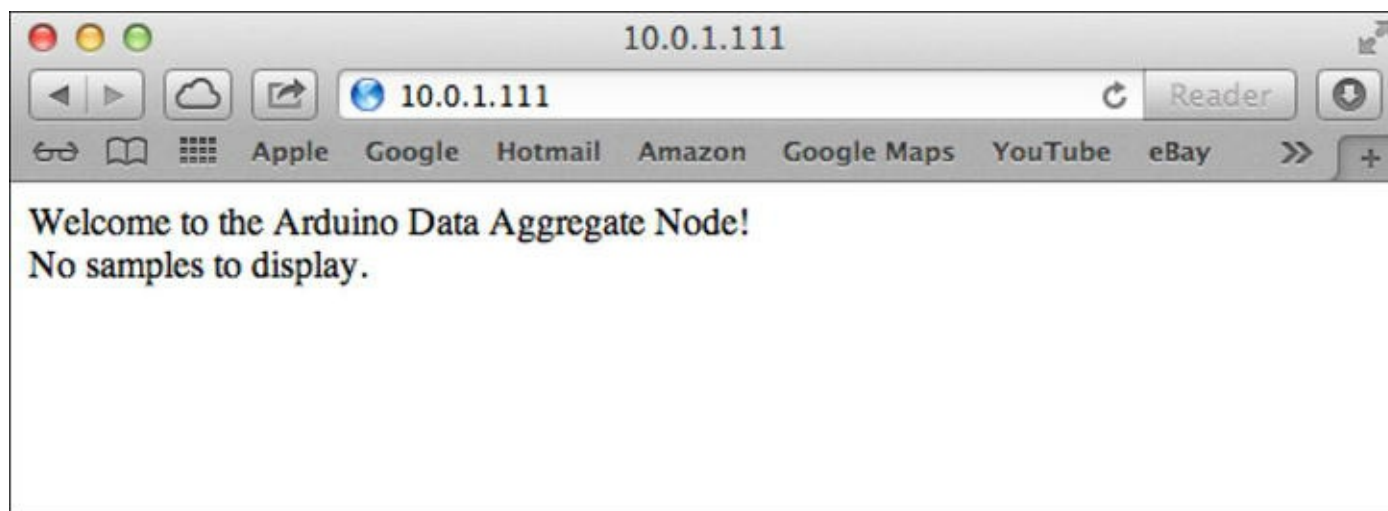 10.0.1.111
10.0.1.111 Reader
Apple Google Hotmail Amazon Google Maps YouTube eBay >> +
Welcome to the Arduino Data Aggregate Node!
No samples to display.